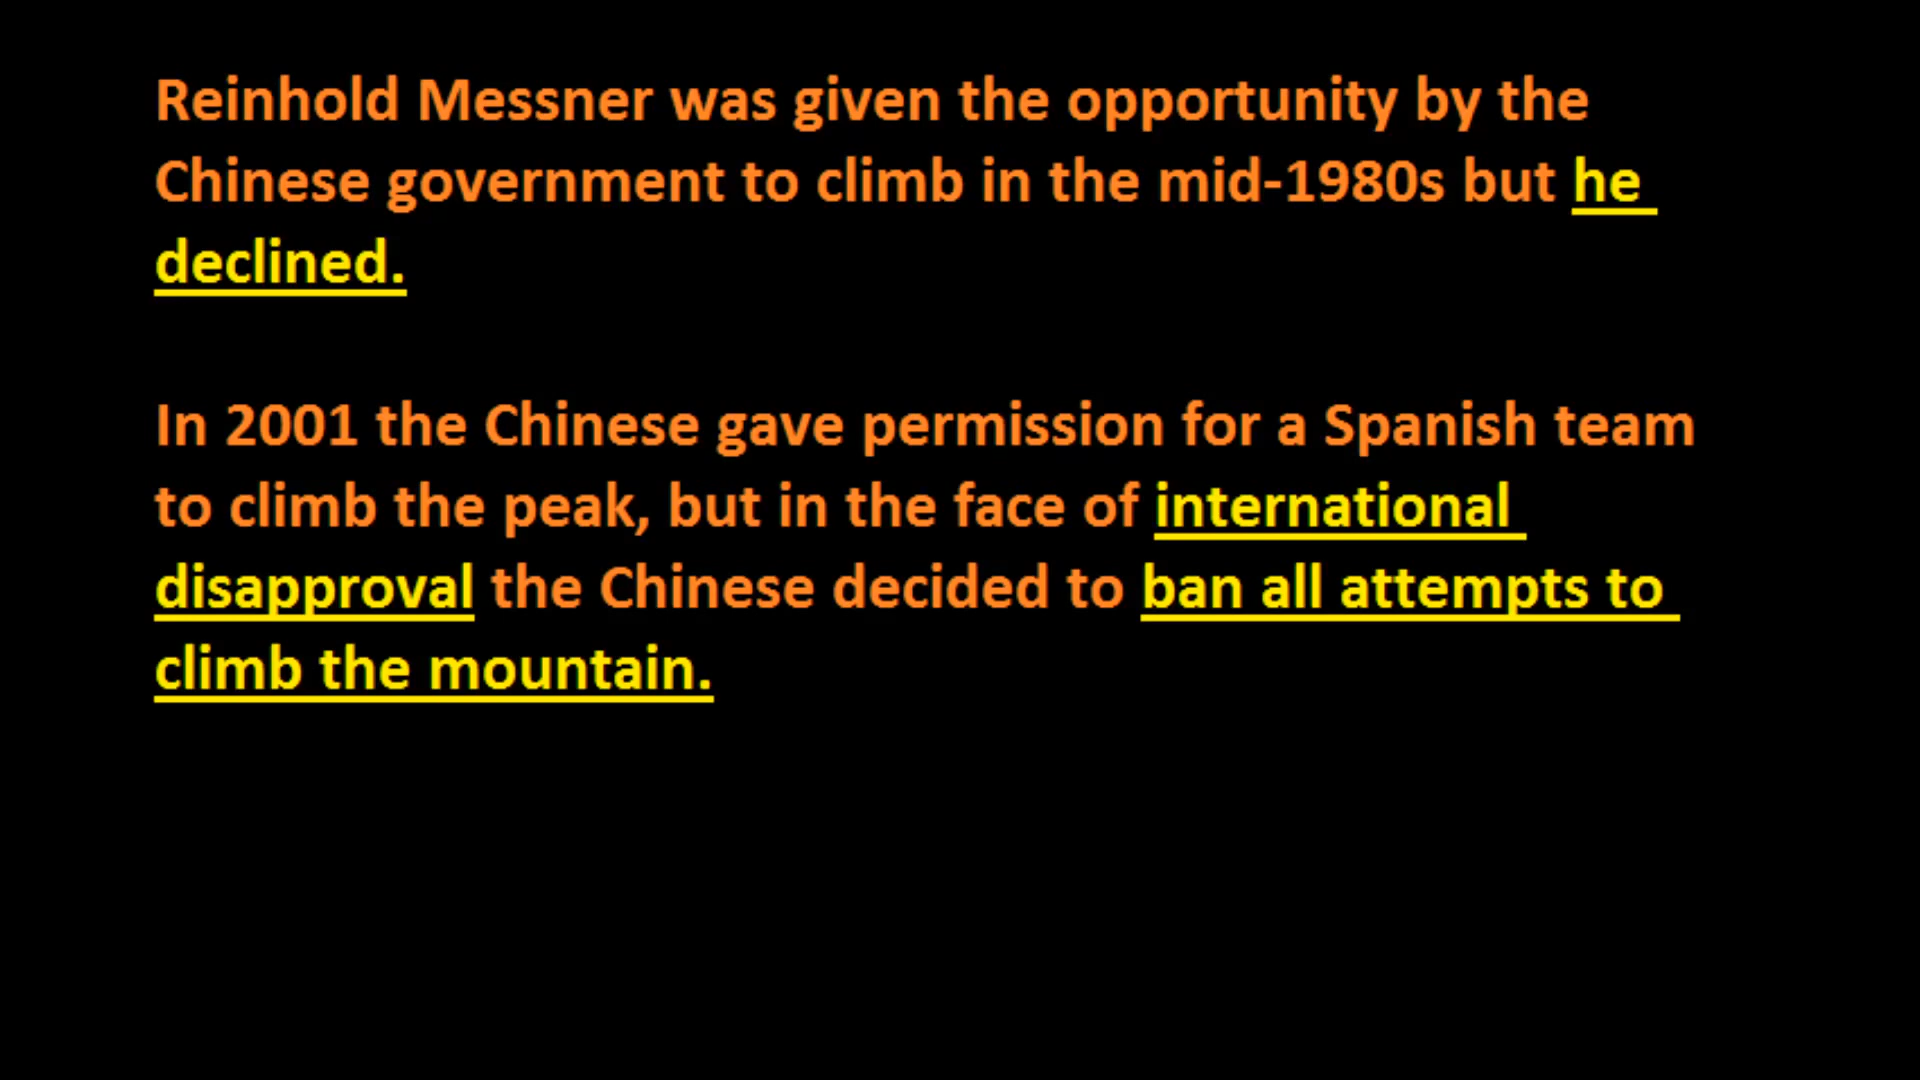 Reinhold Messner was given the opportunity by the
Chinese government to climb in the mid-1980s but he
declined.
In 2001 the Chinese gave permission for a Spanish team
to climb the peak, but in the face of international
disapproval the Chinese decided to ban all attempts to
climb the mountain.